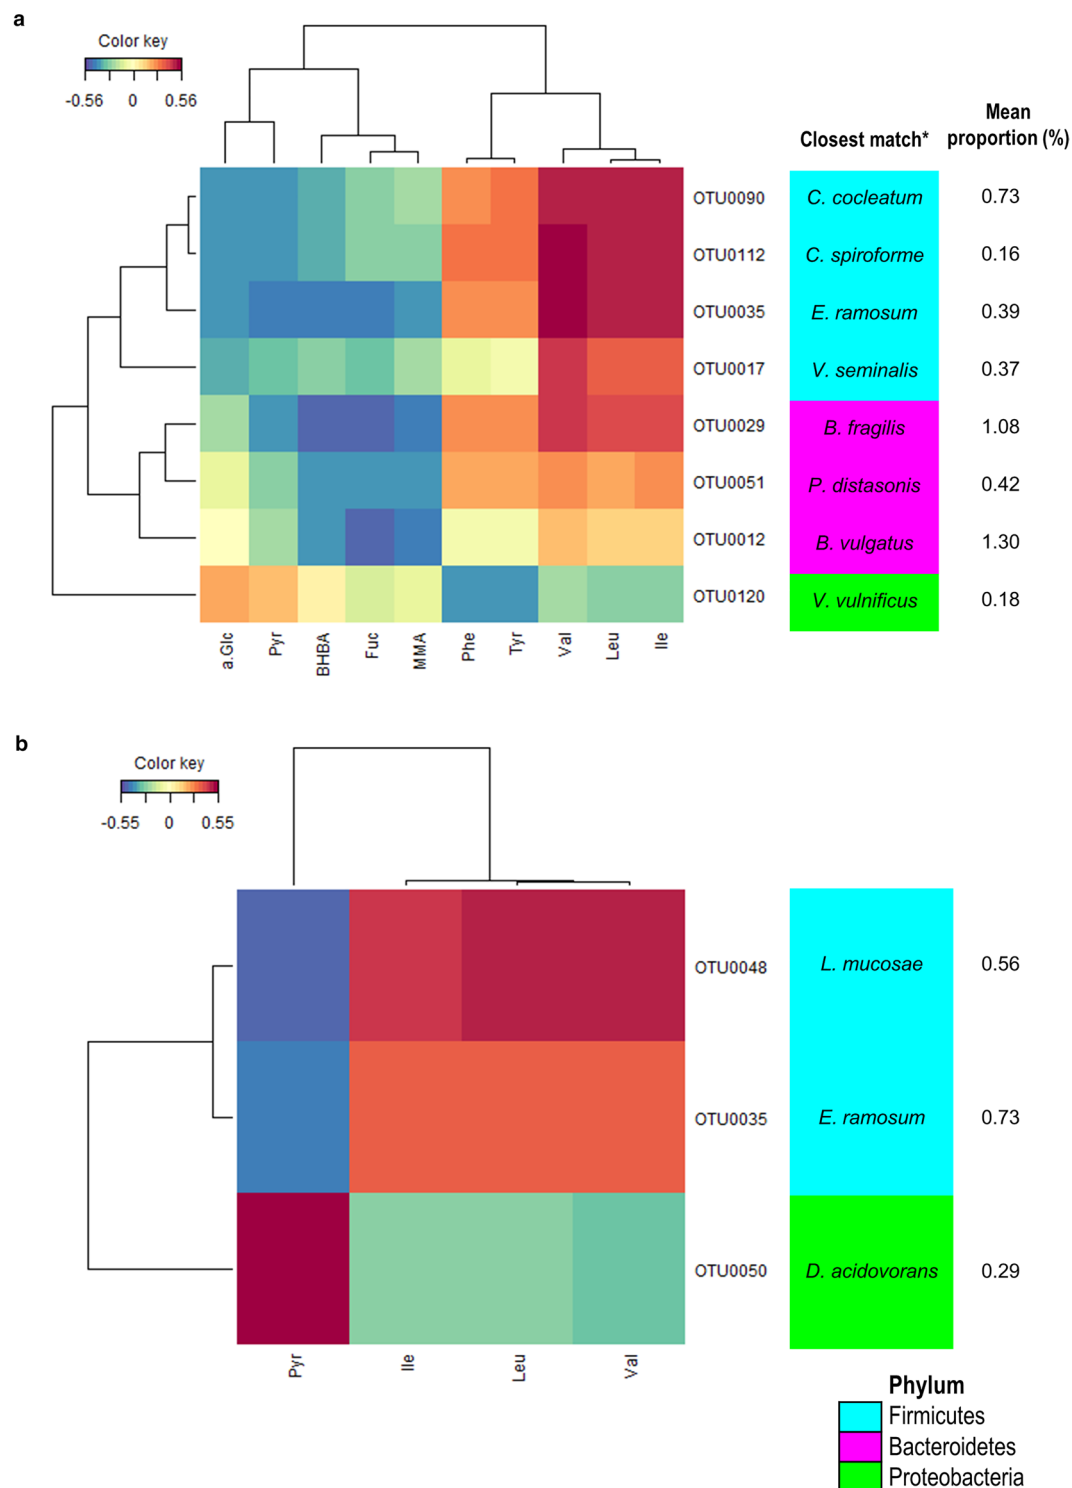 a
Color key
-0.56 0 0.56
Closest match*
Mean proportion (%)
OTU0090 C. cocleatum 0.73
OTU0112 C. spiroforme 0.16
OTU0035 E. ramosum 0.39
OTU0017 V. seminalis 0.37
OTU0029 B. fragilis 1.08
OTU0051 P. distasonis 0.42
OTU0012 B. vulgatus 1.30
OTU0120 V. vulnificus 0.18
a.Glc Pyr BHBA Fuc MMA Phe Tyr Val Leu Ile
b
Color key
-0.55 0 0.55
OTU0048 L. mucosae 0.56
OTU0035 E. ramosum 0.73
OTU0050 D. acidovorans 0.29
Pyr Ile Leu Val
Phylum
Firmicutes
Bacteroidetes
Proteobacteria